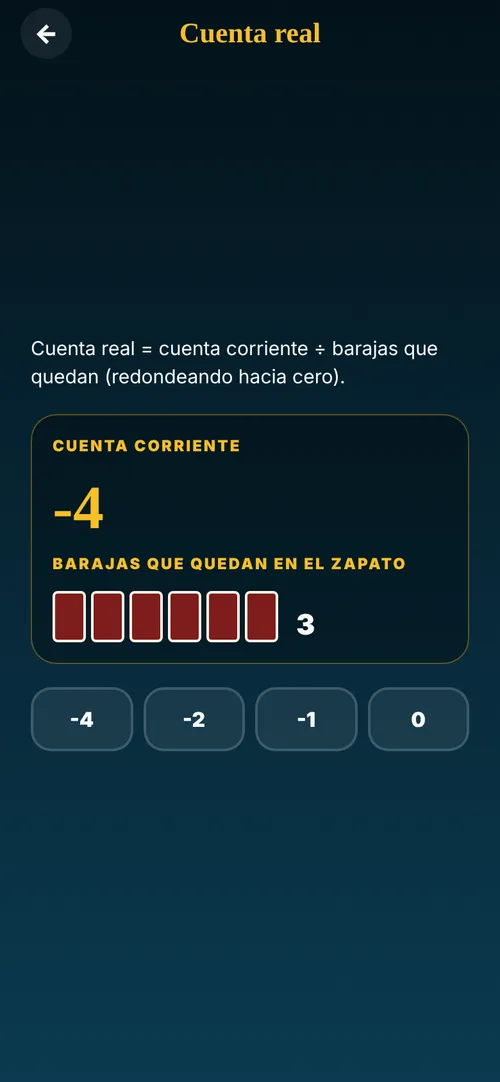 Cuenta real
Cuenta real = cuenta corriente ÷ barajas que
quedan (redondeando hacia cero).
CUENTA CORRIENTE
-4
BARAJAS QUE QUEDAN EN EL ZAPATO
3
-4 -2 -1 0